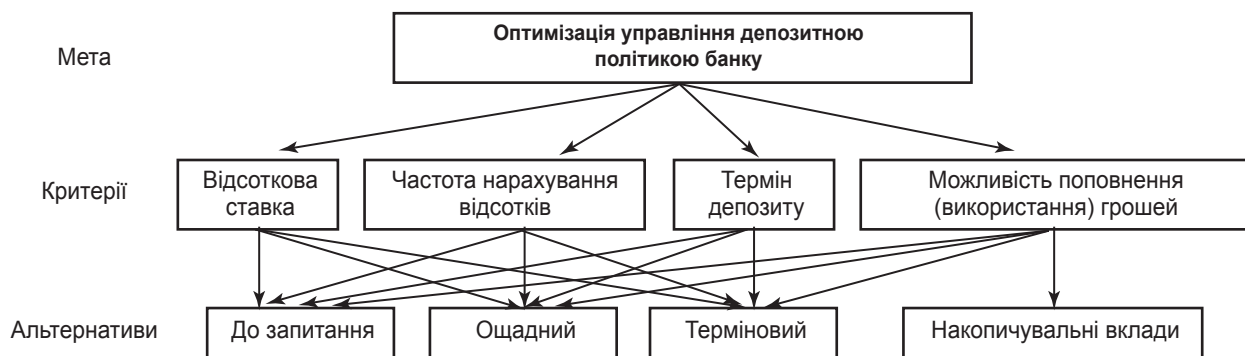 Мета
Оптимізація управління депозитною
політикою банку
Критерії
Відсоткова
ставка
Частота нарахування
відсотків
Термін
депозиту
Можливість поповнення
(використання) грошей
Альтернативи
До запитання
Ощадний
Терміновий
Накопичувальні вклади